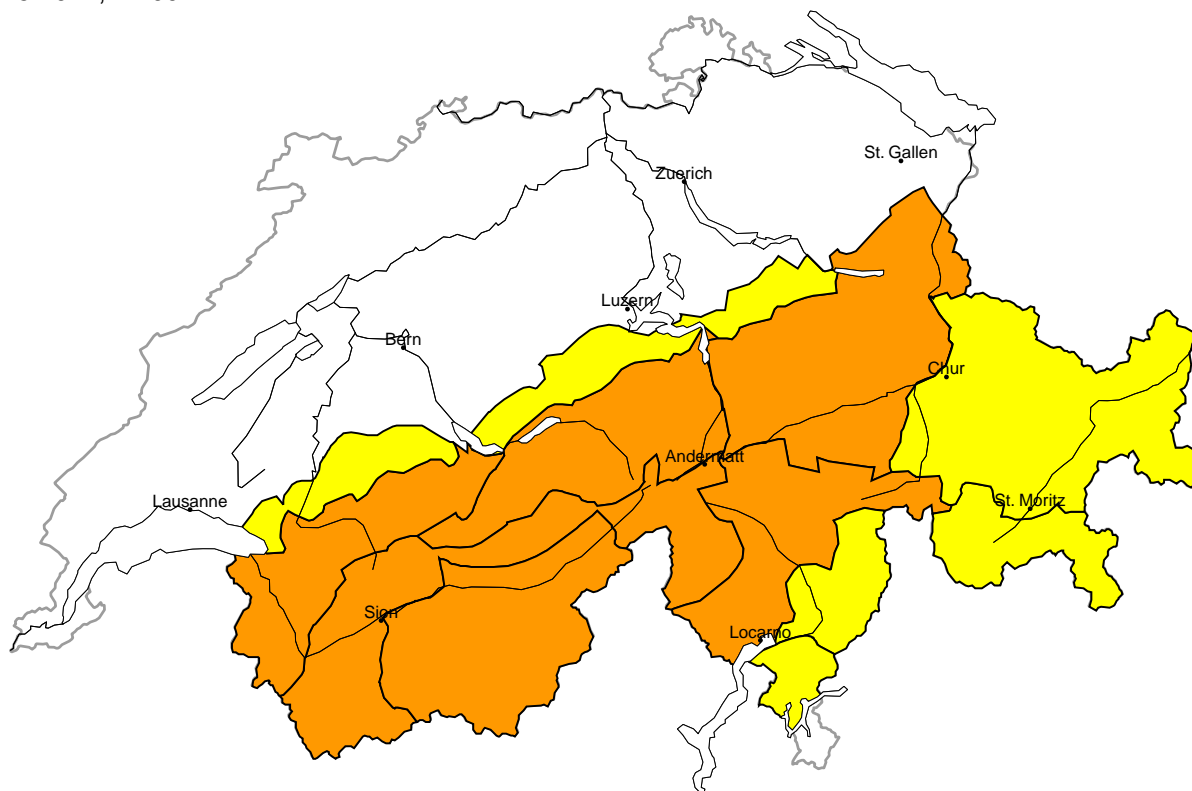 St. Gallen
Zuerich
Luzern
Bern
Chur
Andermatt
Lausanne
St. Moritz
Sion
Locarno